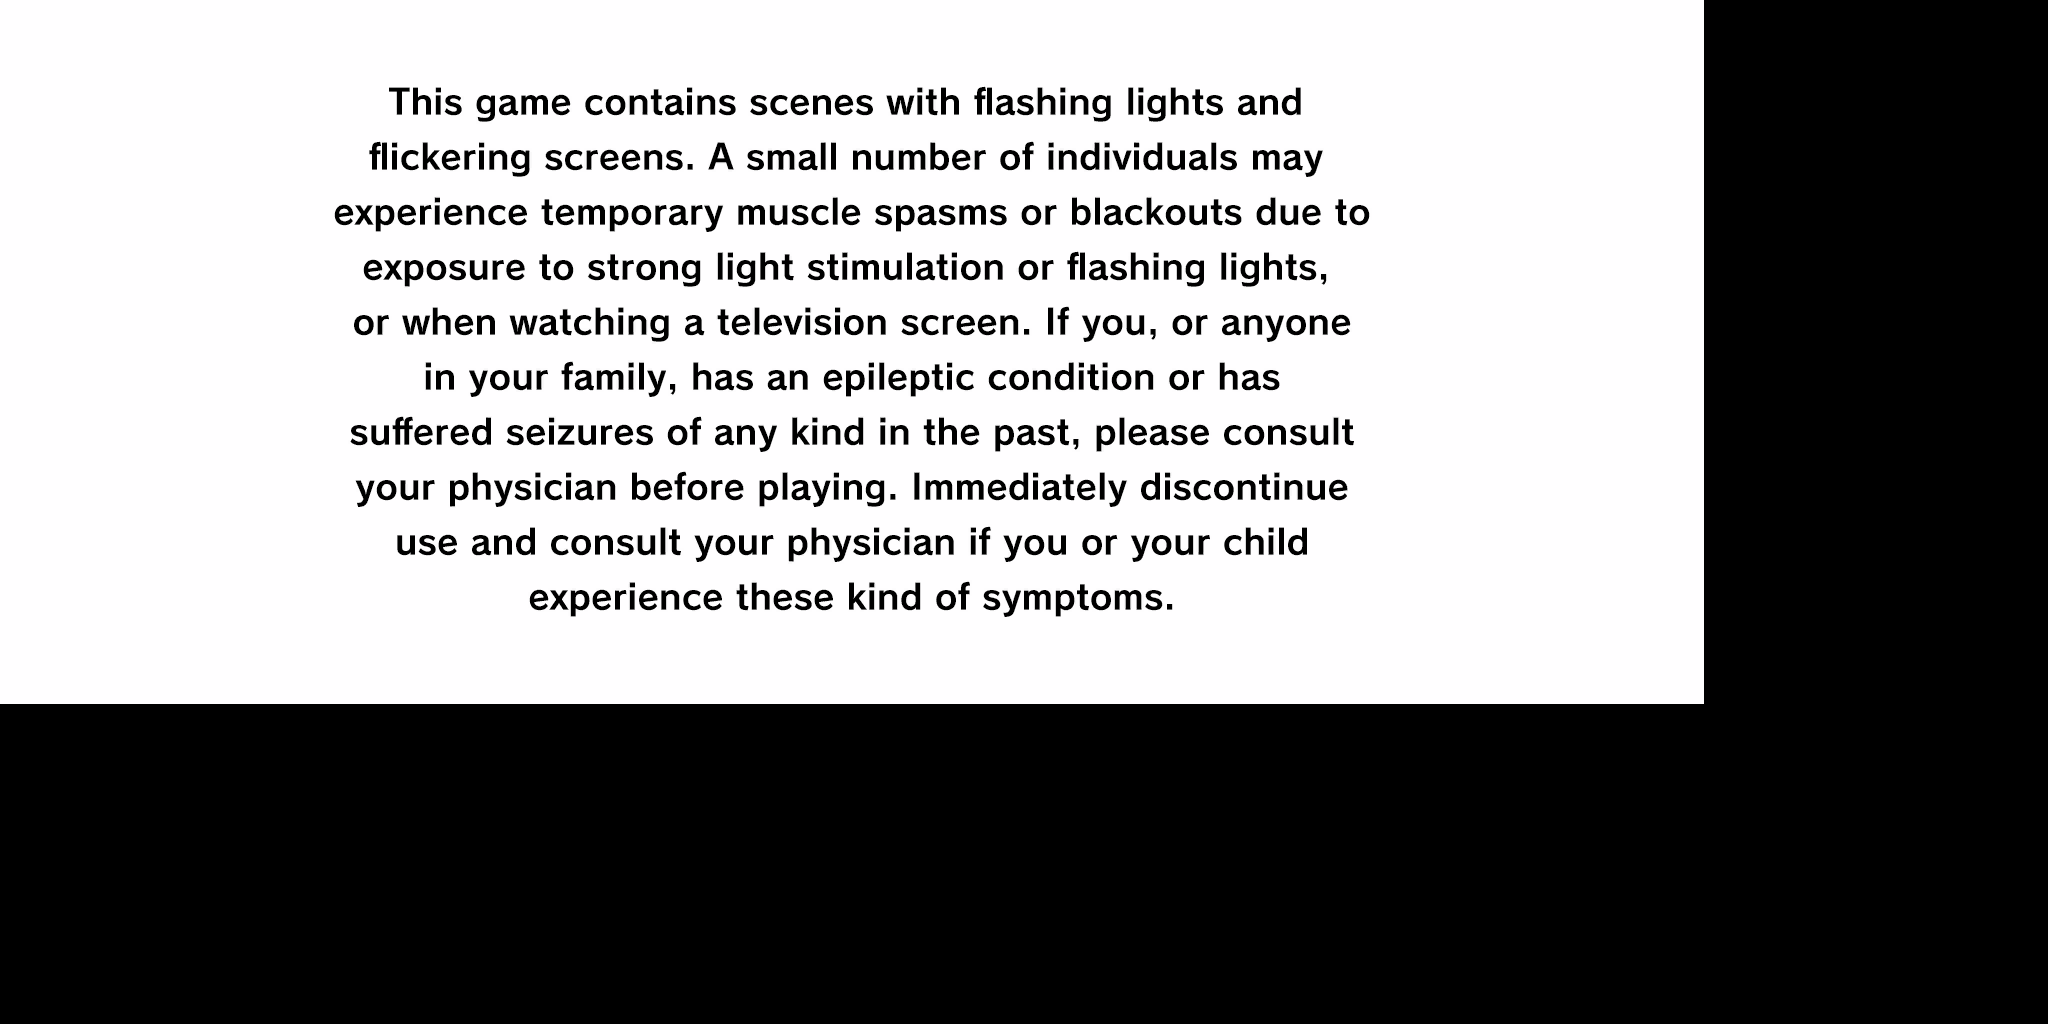 This game contains scenes with flashing lights and
flickering screens. A small number of individuals may
experience temporary muscle spasms or blackouts due to
exposure to strong light stimulation or flashing lights,
or when watching a television screen. If you, or anyone
in your family, has an epileptic condition or has
suffered seizures of any kind in the past, please consult
your physician before playing. Immediately discontinue
use and consult your physician if you or your child
experience these kind of symptoms.